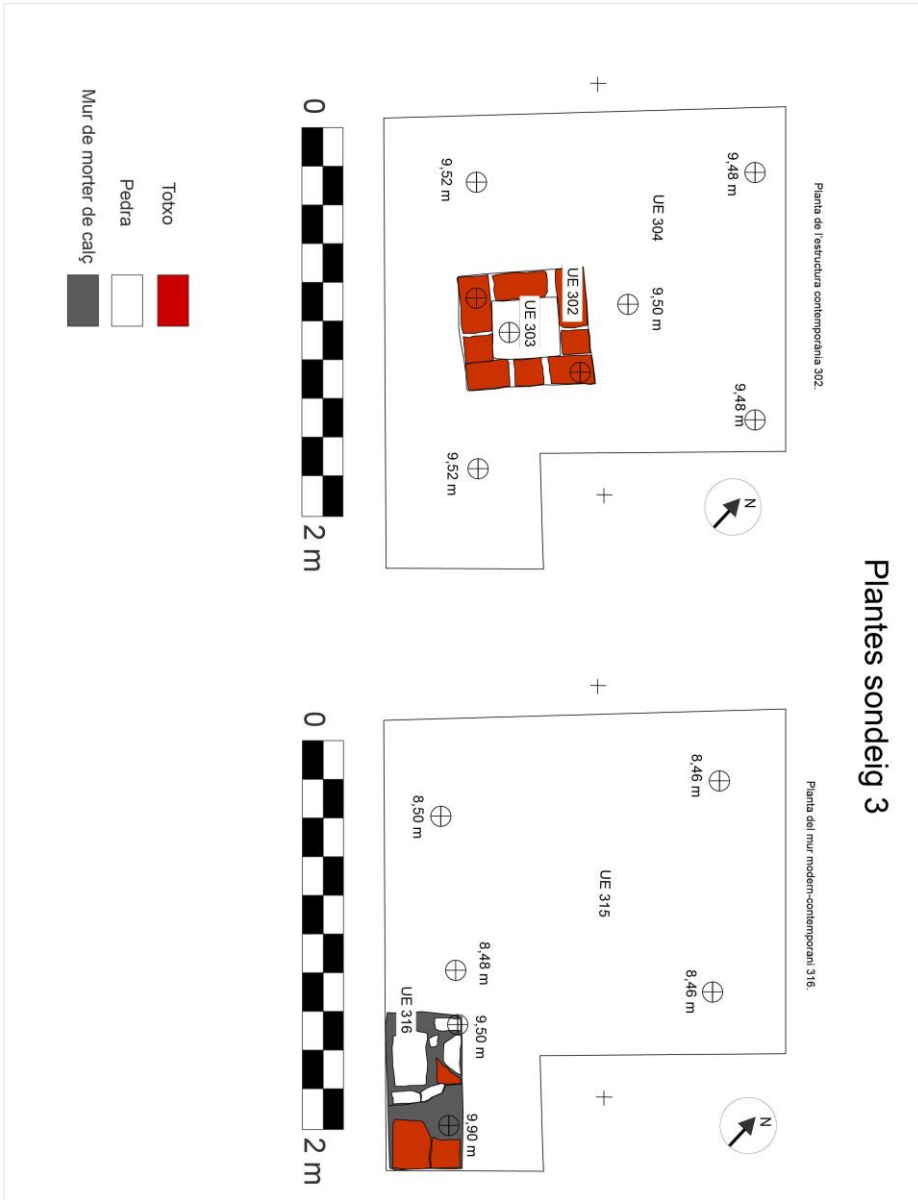 Plantes sondeig 3
Planta de l'estructura contemporània 302.
9,48 m
9,48 m
UE 304
9,50 m
9,52 m
UE 302
UE 303
9,52 m
N
0
2 m
Totxo
Pedra
Mur de morter de calç
Planta del mur modern-contemporani 316.
8,46 m
8,46 m
UE 315
8,50 m
8,48 m
UE 316
9,50 m
9,90 m
N
0
2 m